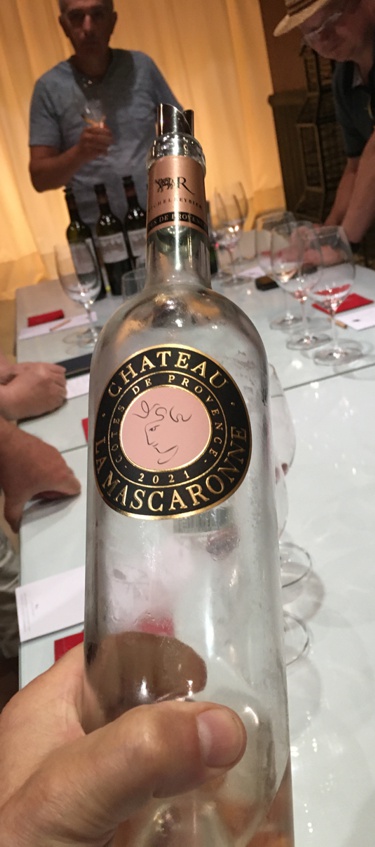 R
CHATEAU
CÔTES DE PROVENCE
2021
LA MASCARONNE